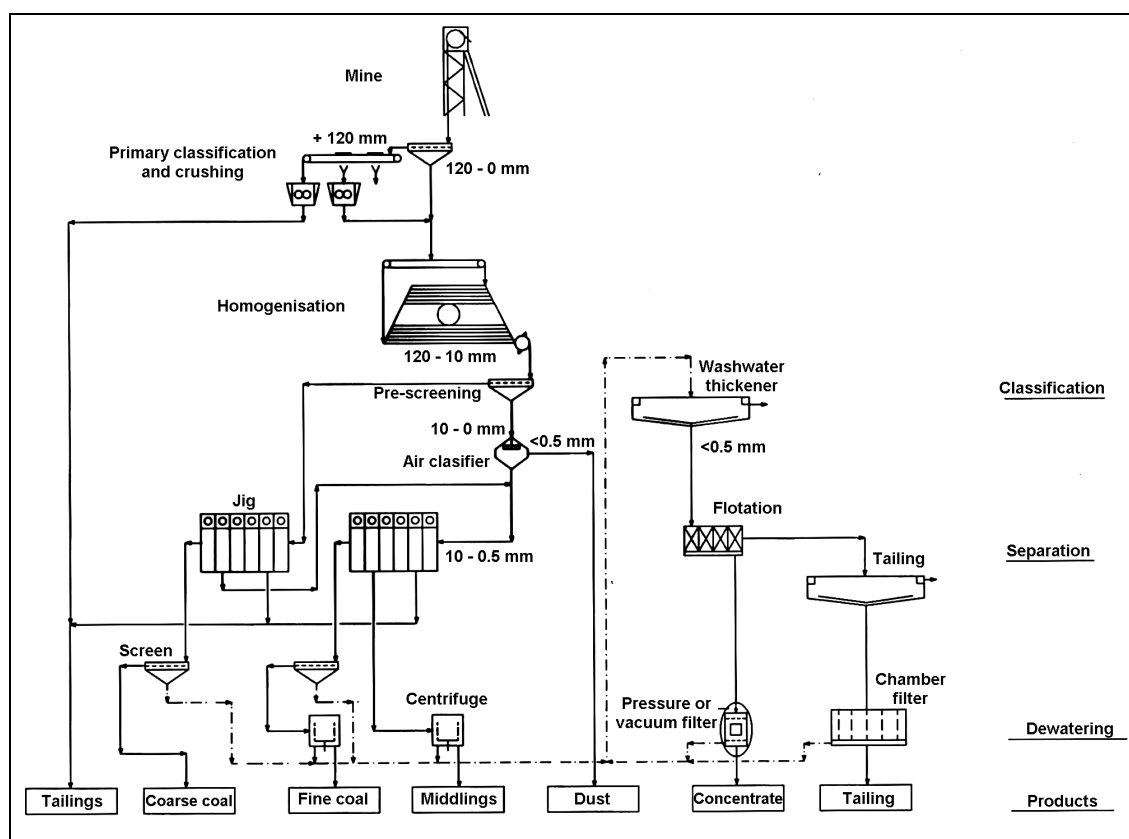 Mine
+ 120 mm
Primary classification
and crushing
120 - 0 mm
Homogenisation
120 - 10 mm
Washwater
thickener
Classification
Pre-screening
10 - 0 mm
<0.5 mm
<0.5 mm
Air clasifier
Jig
Flotation
10 - 0.5 mm
Separation
Tailing
Screen
Centrifuge
Pressure or
vacuum filter
Chamber
filter
Dewatering
Tailings
Coarse coal
Fine coal
Middlings
Dust
Concentrate
Tailing
Products